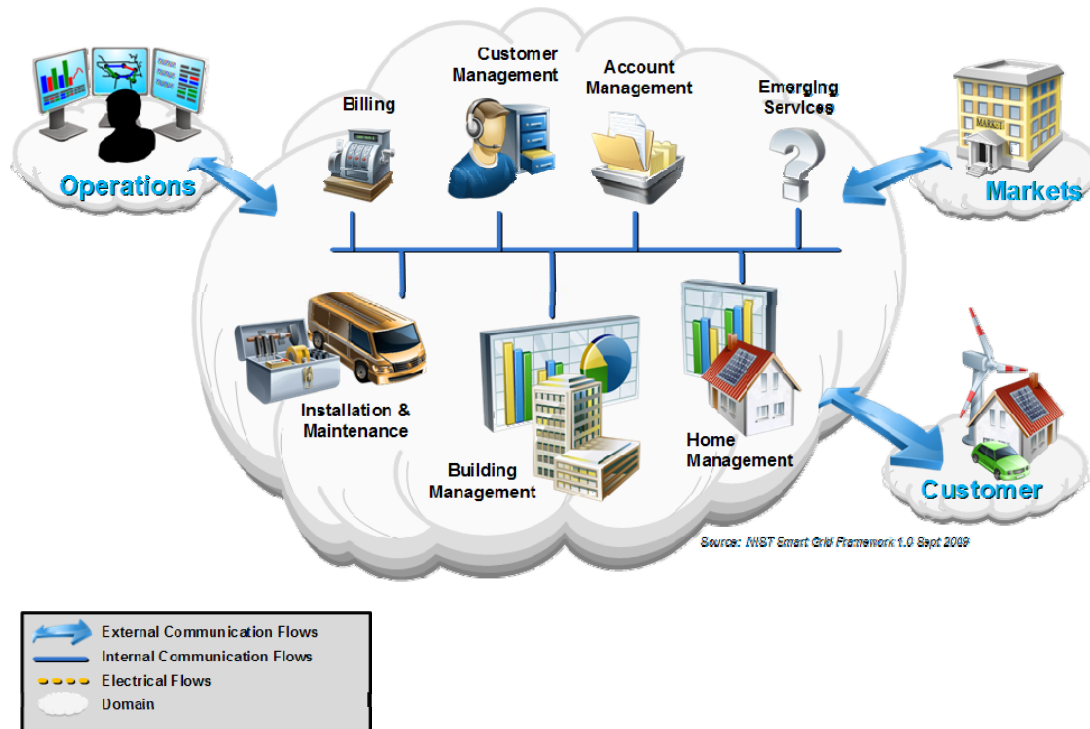 Customer
Management
Account
Management
Emerging
Services
Billing
MARKET
Operations
Markets
Installation &
Maintenance
Building
Management
Home
Management
Customer
Source: NIST Smart Grid Framework 1.0 Sept 2009
External Communication Flows
Internal Communication Flows
Electrical Flows
Domain